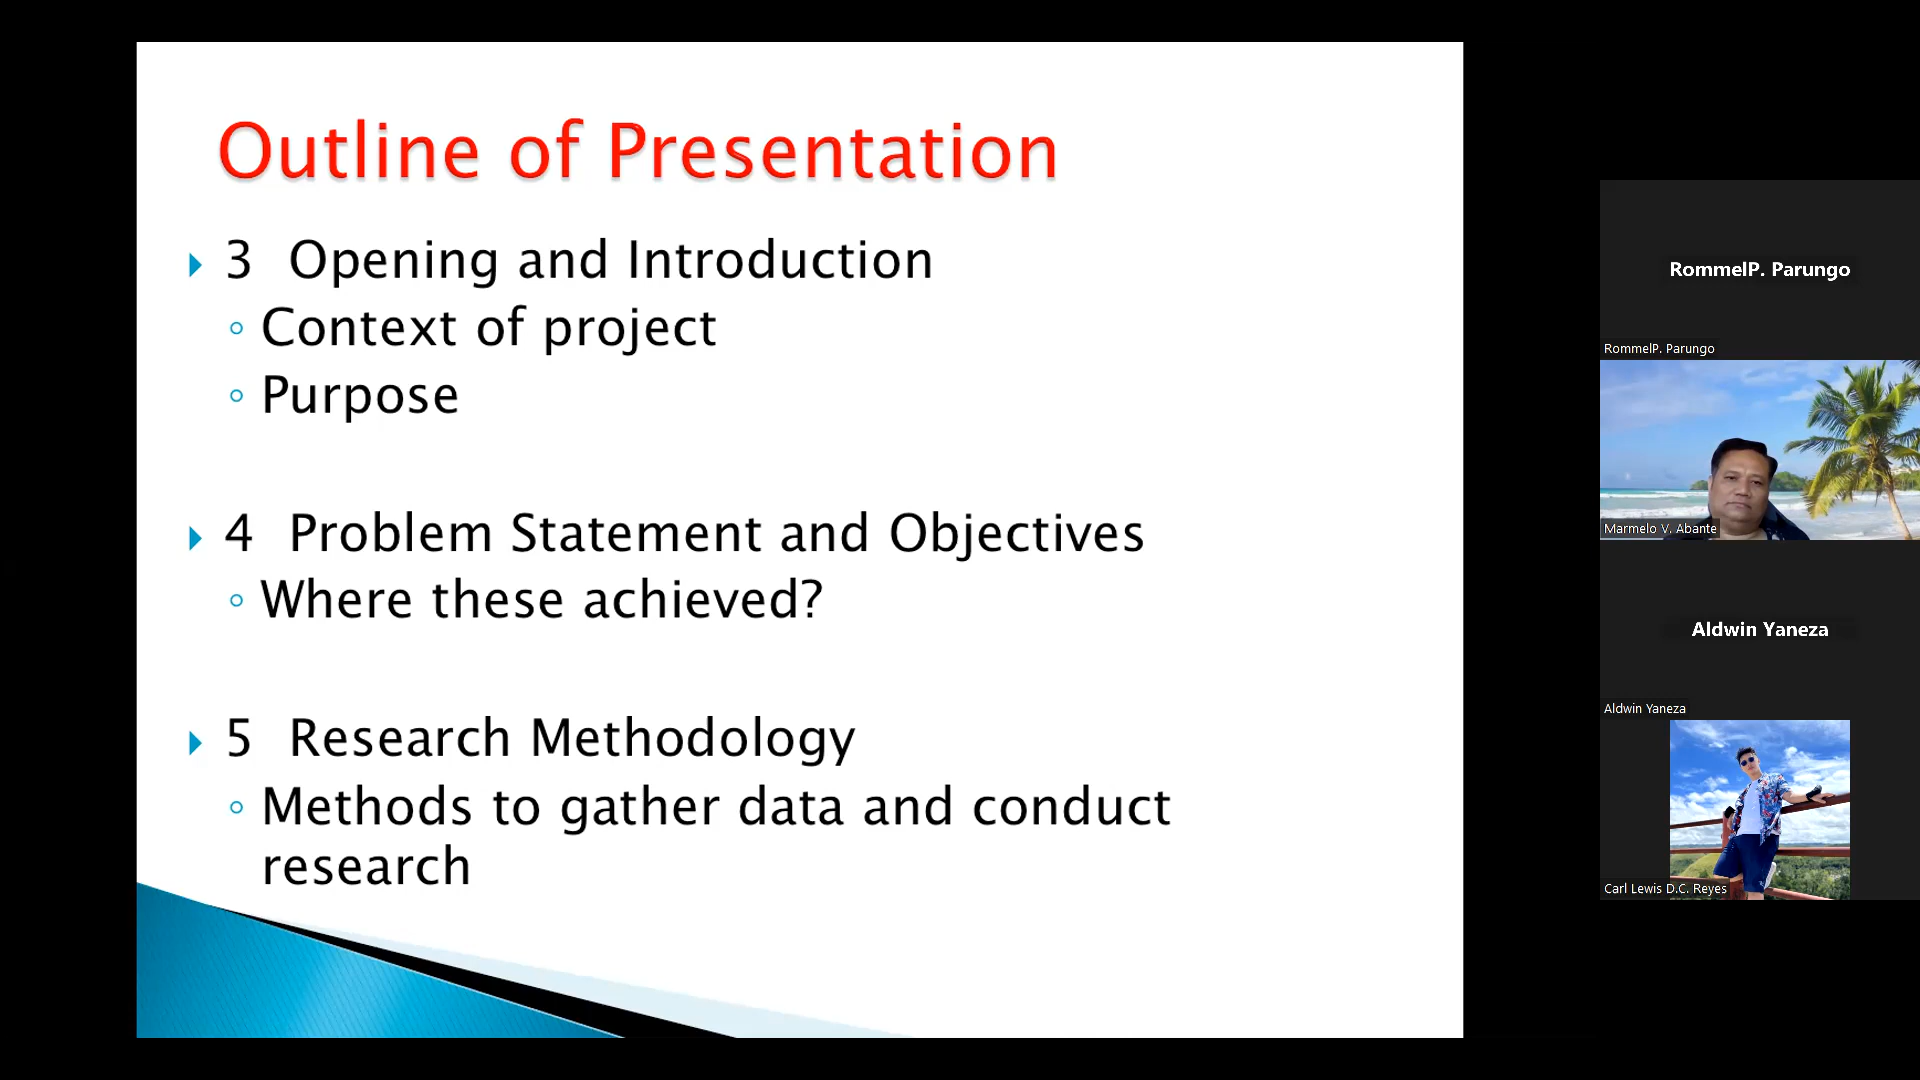 Outline of Presentation
3 Opening and Introduction
Context of project
Purpose
4 Problem Statement and Objectives
Where these achieved?
5 Research Methodology
Methods to gather data and conduct
research
RommelP. Parungo
RommelP. Parungo
Marmelo V. Abante
Aldwin Yaneza
Aldwin Yaneza
Carl Lewis D.C. Reyes